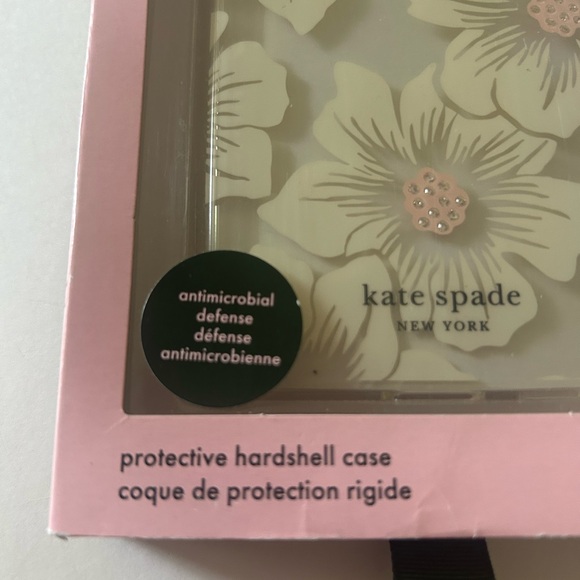 kate spade
NEW YORK
antimicrobial
defense
défense
antimicrobienne
protective hardshell case
coque de protection rigide